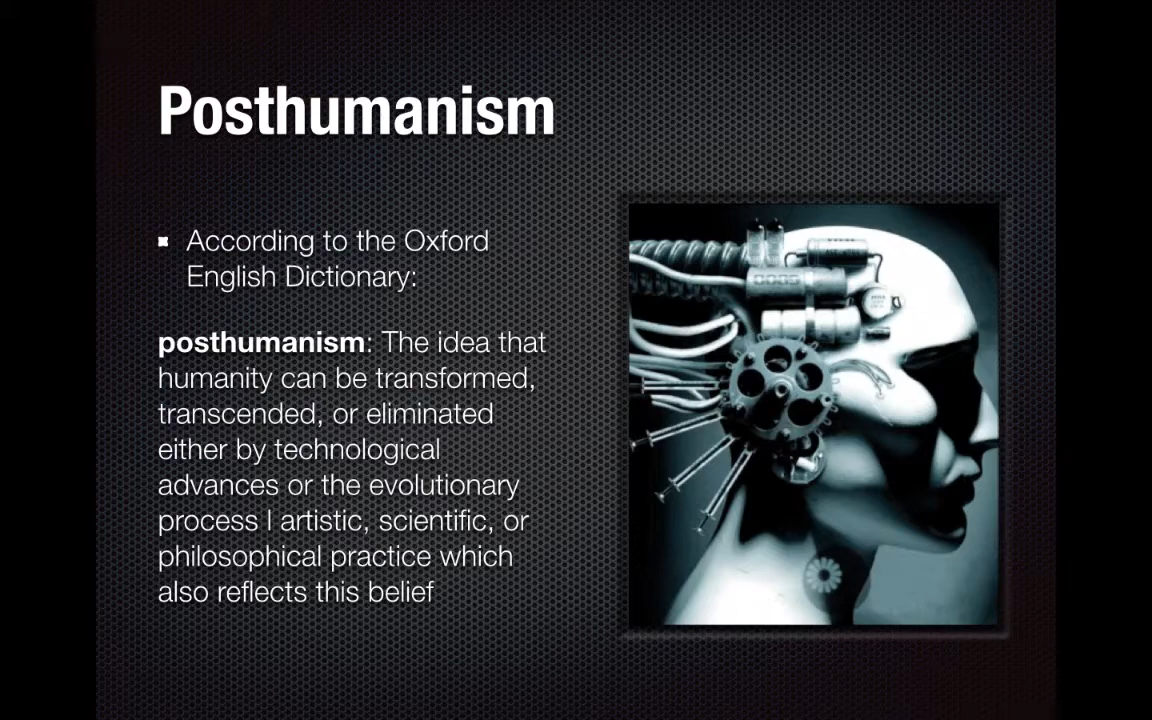 Posthumanism
According to the Oxford
English Dictionary:
posthumanism: The idea that
humanity can be transformed,
transcended, or eliminated
either by technological
advances or the evolutionary
process | artistic, scientific, or
philosophical practice which
also reflects this belief